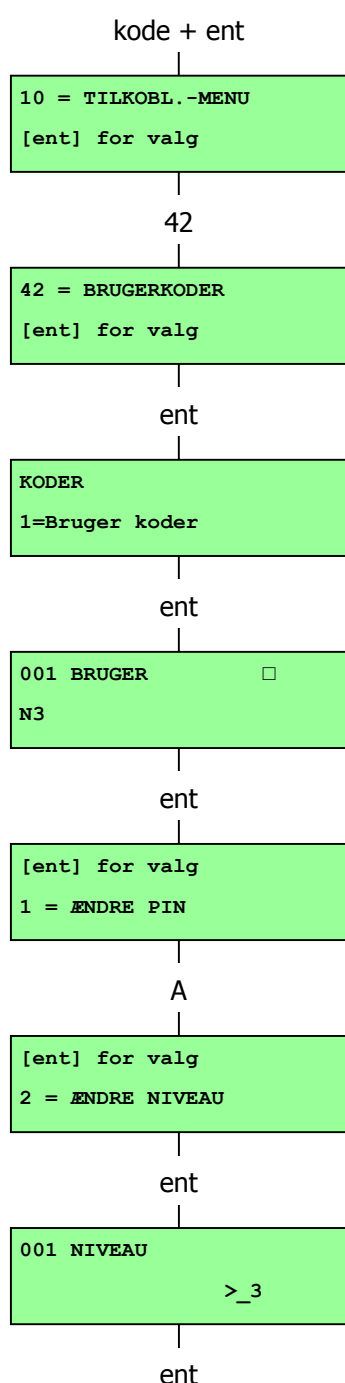 kode + ent
10 = TILKOBL.-MENU
[ent] for valg
42
42 = BRUGERKODER
[ent] for valg
ent
KODER
1=Bruger koder
ent
001 BRUGER □
N3
ent
[ent] for valg
1 = ÆNDRE PIN
A
[ent] for valg
2 = ÆNDRE NIVEAU
ent
001 NIVEAU
>_3
ent